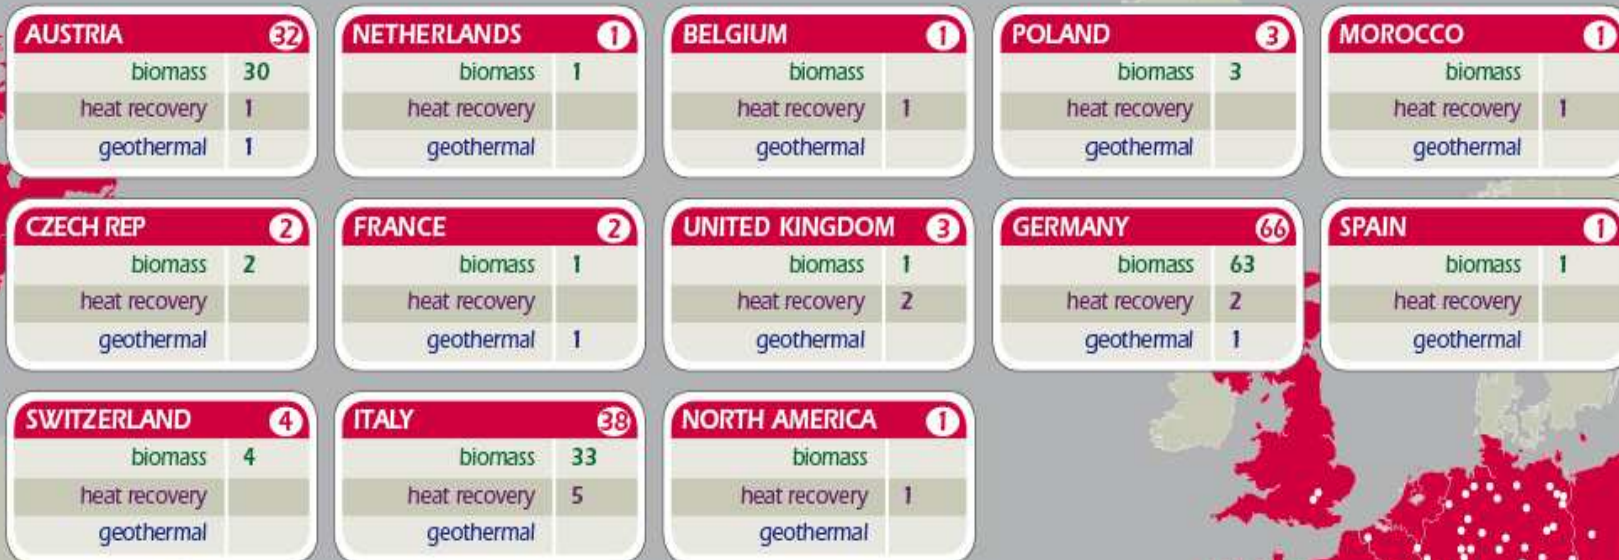 AUSTRIA 32
biomass 30
heat recovery 1
geothermal 1
NETHERLANDS 1
biomass 1
heat recovery
geothermal
BELGIUM 1
biomass
heat recovery 1
geothermal
POLAND 3
biomass 3
heat recovery
geothermal
MOROCCO 1
biomass
heat recovery 1
geothermal
CZECH REP 2
biomass 2
heat recovery
geothermal
FRANCE 2
biomass 1
heat recovery
geothermal 1
UNITED KINGDOM 3
biomass 1
heat recovery 2
geothermal
GERMANY 66
biomass 63
heat recovery 2
geothermal 1
SPAIN 1
biomass 1
heat recovery
geothermal
SWITZERLAND 4
biomass 4
heat recovery
geothermal
ITALY 38
biomass 33
heat recovery 5
geothermal
NORTH AMERICA 1
biomass
heat recovery 1
geothermal